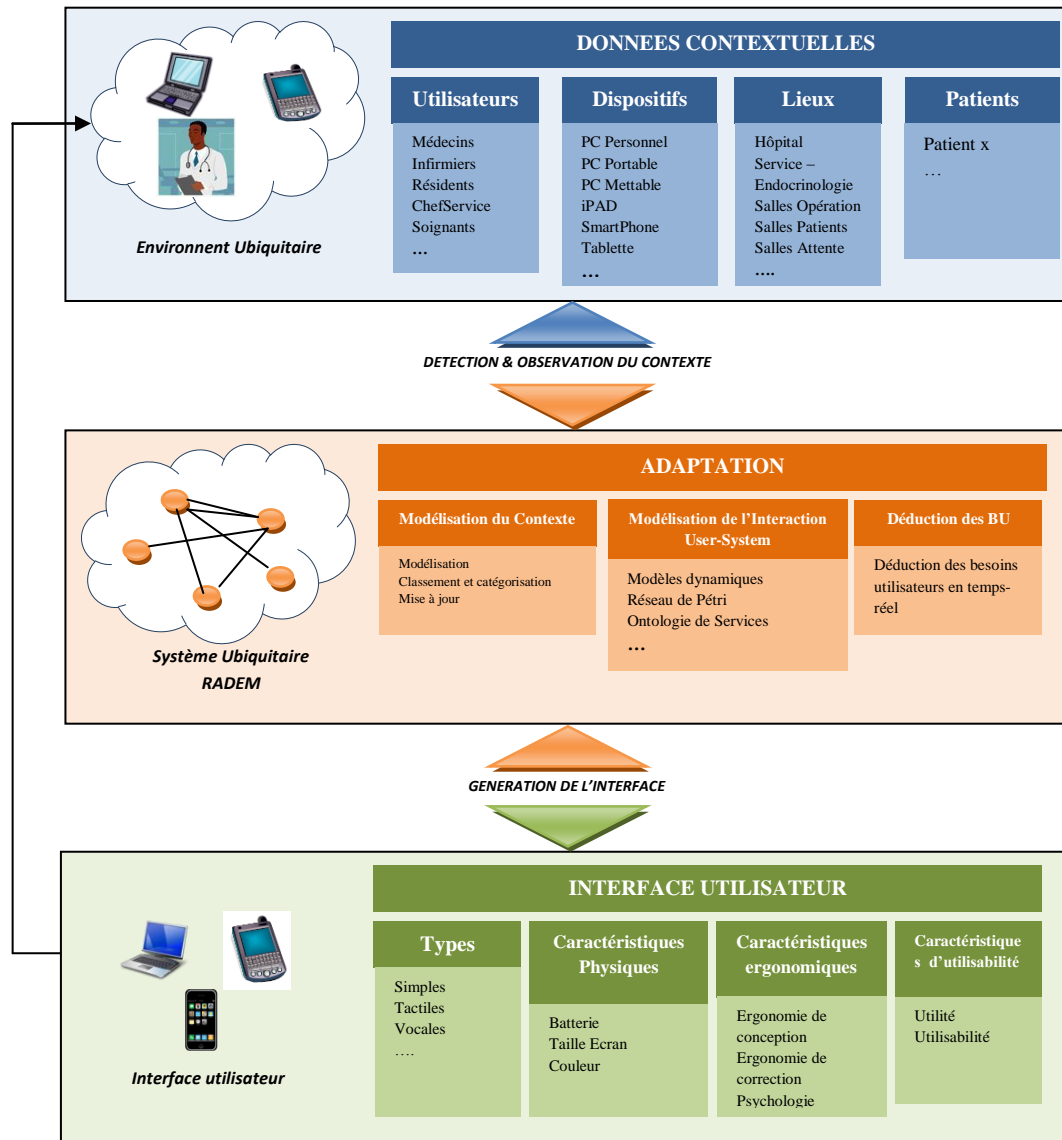 DONNEES CONTEXTUELLES
Utilisateurs
Médecins
Infirmiers
Résidents
ChefService
Soignants
…
Dispositifs
PC Personnel
PC Portable
PC Mettable
iPAD
SmartPhone
Tablette
…
Lieux
Hôpital
Service –
Endocrinologie
Salles Opération
Salles Patients
Salles Attente
….
Patients
Patient x
…
Environnent Ubiquitaire
DETECTION & OBSERVATION DU CONTEXTE
ADAPTATION
Modélisation du Contexte
Modélisation
Classement et catégorisation
Mise à jour
Modélisation de l’Interaction
User-System
Modèles dynamiques
Réseau de Pétri
Ontologie de Services
…
Déduction des BU
Déduction des besoins
utilisateurs en temps-
réel
Système Ubiquitaire
RADEM
GENERATION DE L’INTERFACE
INTERFACE UTILISATEUR
Types
Simples
Tactiles
Vocales
….
Caractéristiques
Physiques
Batterie
Taille Ecran
Couleur
Caractéristiques
ergonomiques
Ergonomie de
conception
Ergonomie de
correction
Psychologie
Caractéristique
s d’utilisabilité
Utilité
Utilisabilité
Interface utilisateur